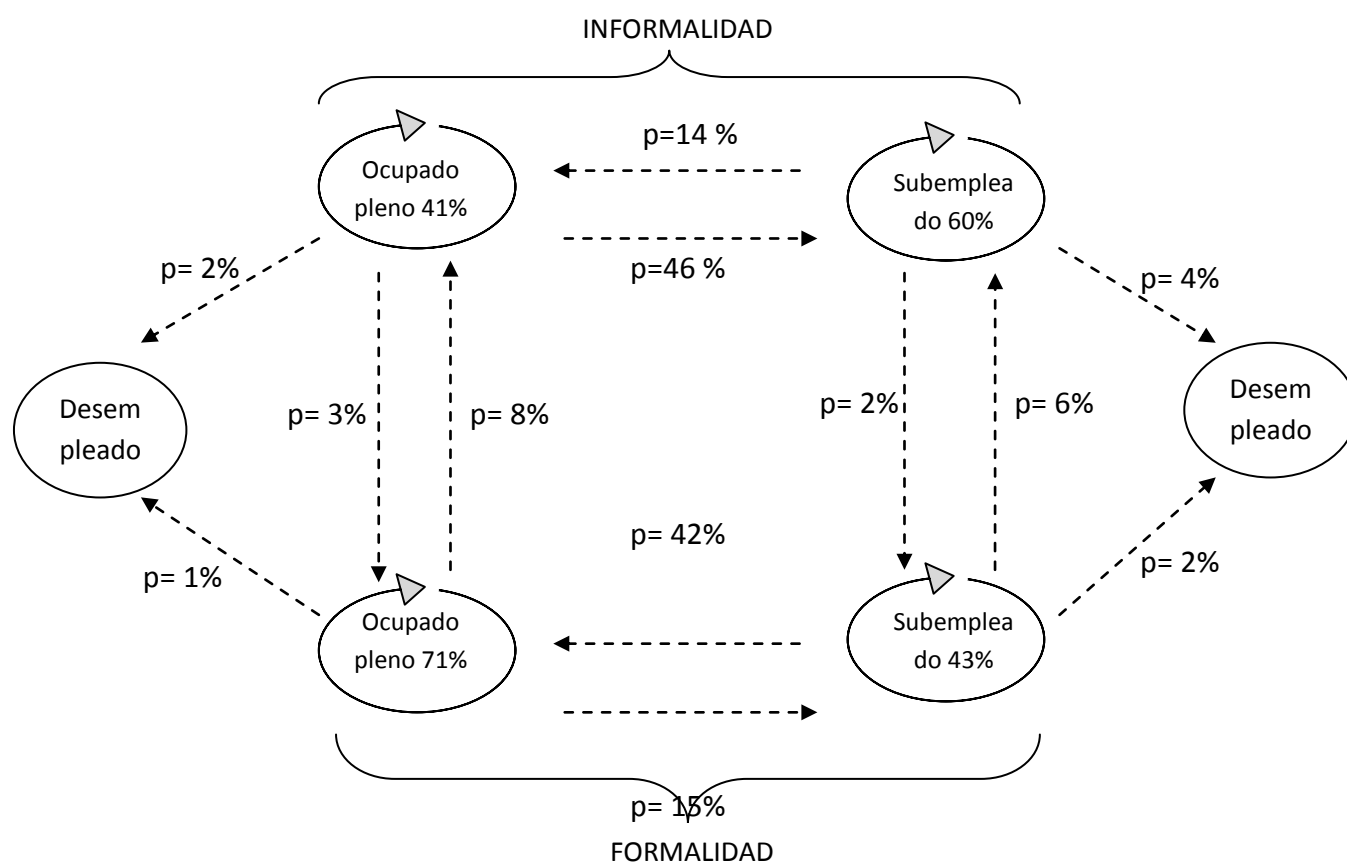 INFORMALIDAD
p=14 %
Ocupado
pleno 41%
Subemplea
do 60%
p= 2%
p=46 %
p= 4%
Desem
pleado
p= 3%
p= 8%
p= 2%
p= 6%
Desem
pleado
p= 42%
p= 1%
p= 2%
Ocupado
pleno 71%
Subemplea
do 43%
p= 15%
FORMALIDAD